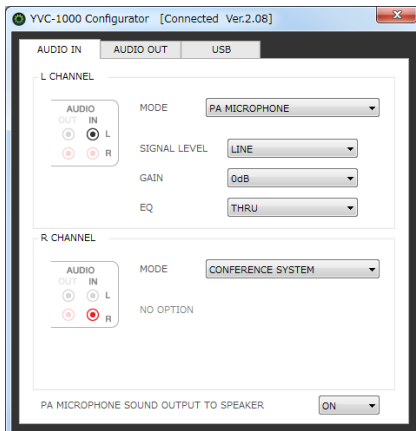 YVC-1000 Configurator [Connected Ver.2.08]
AUDIO IN AUDIO OUT USB
L CHANNEL
AUDIO
OUT IN
L
R
MODE PA MICROPHONE
SIGNAL LEVEL LINE
GAIN 0dB
EQ THRU
R CHANNEL
AUDIO
OUT IN
L
R
MODE CONFERENCE SYSTEM
NO OPTION
PA MICROPHONE SOUND OUTPUT TO SPEAKER ON